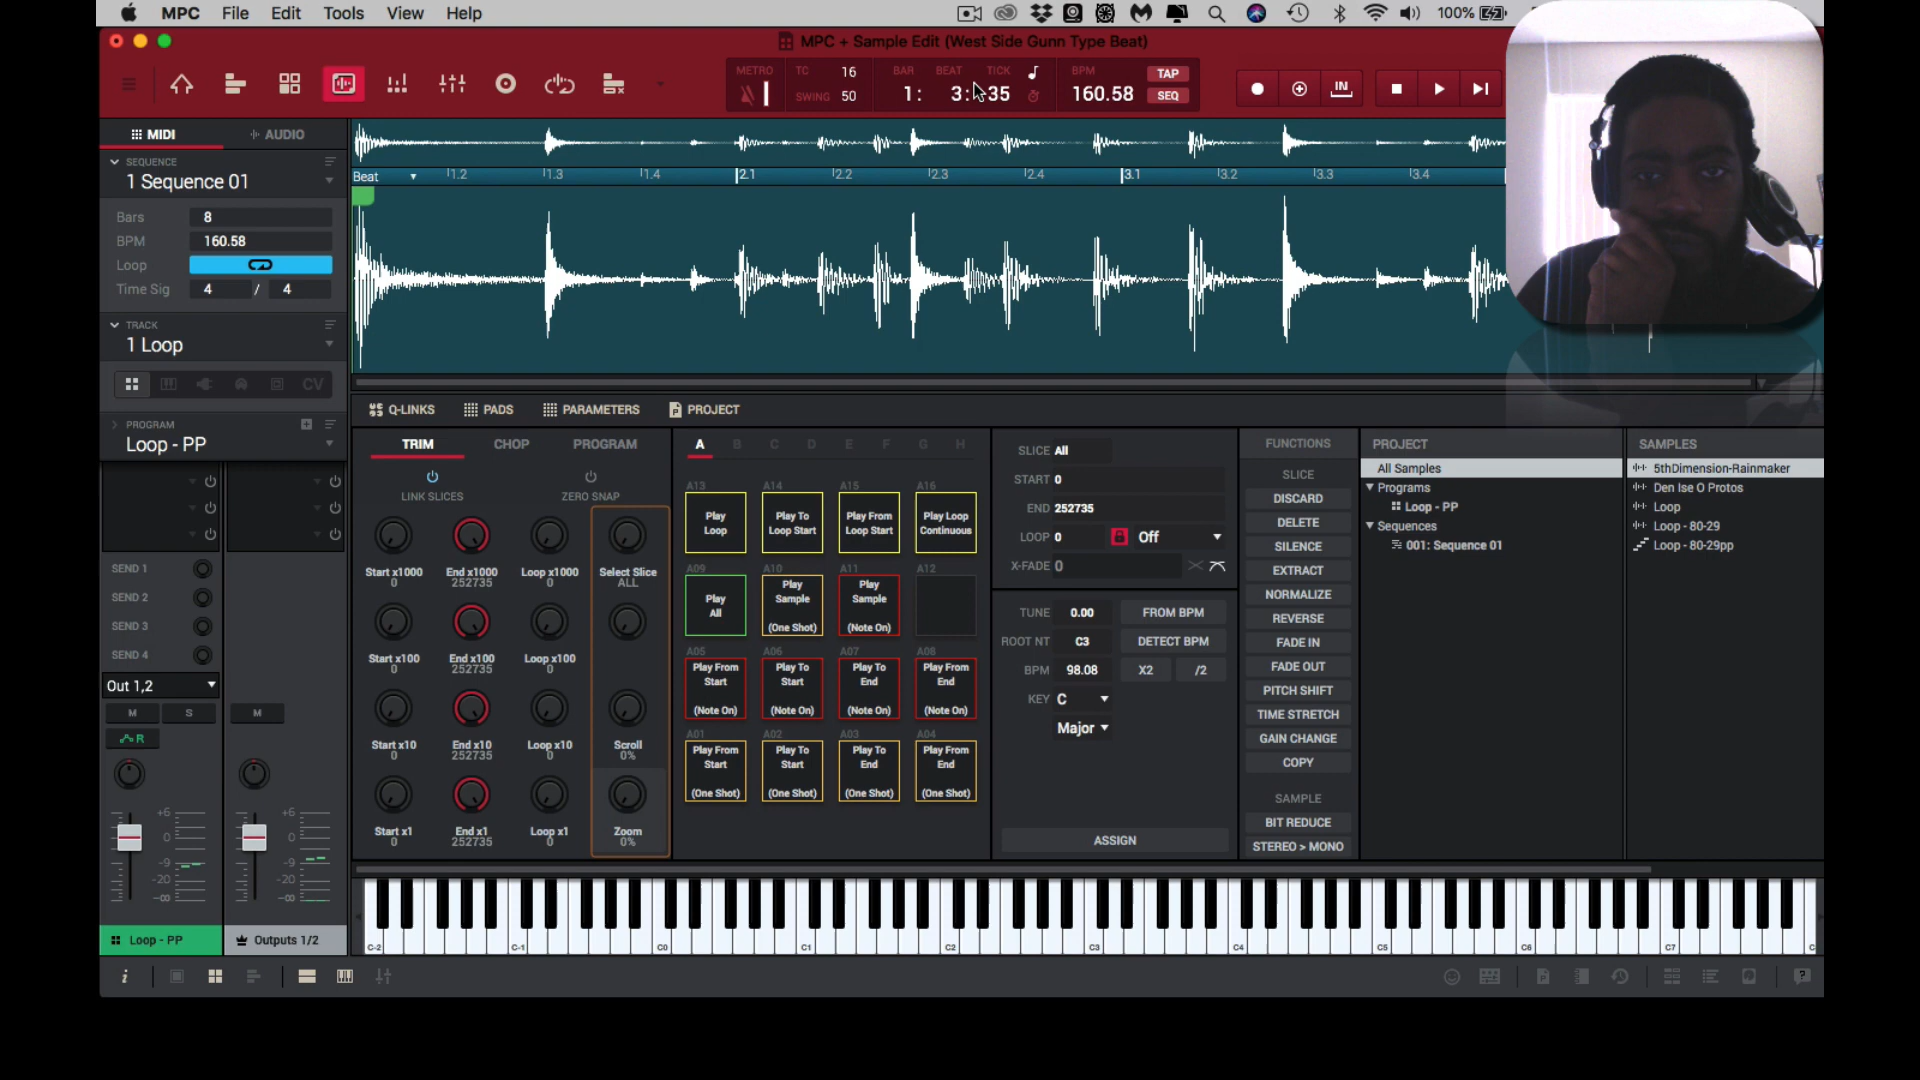 MPC File Edit Tools View Help 100%
MPC + Sample Edit (West Side Gunn Type Beat)
METRO TC 16 BAR BEAT TICK BPM TAP
SWING 50 1: 3: 35 160.58 SEQ IN
MIDI AUDIO
SEQUENCE
1 Sequence 01
Bars 8
BPM 160.58
Loop
Time Sig 4 / 4
TRACK
1 Loop
CV
PROGRAM
Loop - PP
SEND 1
SEND 2
SEND 3
SEND 4
Out 1,2
M S M
R
+6 +6
0 0
-9 -9
-20 -20
-∞ -∞
Loop - PP Outputs 1/2
Beat 1.2 1.3 1.4 2.1 2.2 2.3 2.4 3.1 3.2 3.3 3.4
Q-LINKS PADS PARAMETERS PROJECT
TRIM CHOP PROGRAM
LINK SLICES ZERO SNAP
Start x1000 End x1000 Loop x1000 Select Slice
0 252735 0 ALL
Start x100 End x100 Loop x100
0 252735 0
Start x10 End x10 Loop x10 Scroll
0 252735 0 0%
Start x1 End x1 Loop x1 Zoom
0 252735 0 0%
A B C D E F G H
A13 A14 A15 A16
Play Loop Play To Loop Start Play From Loop Start Play Loop Continuous
A09 A10 A11 A12
Play All Play Sample (One Shot) Play Sample (Note On)
A05 A06 A07 A08
Play From Start (Note On) Play To Start (Note On) Play To End (Note On) Play From End (Note On)
A01 A02 A03 A04
Play From Start (One Shot) Play To Start (One Shot) Play To End (One Shot) Play From End (One Shot)
SLICE All
START 0
END 252735
LOOP 0 Off
X-FADE 0
TUNE 0.00 FROM BPM
ROOT NT C3 DETECT BPM
BPM 98.08 X2 /2
KEY C
Major
ASSIGN
FUNCTIONS
SLICE
DISCARD
DELETE
SILENCE
EXTRACT
NORMALIZE
REVERSE
FADE IN
FADE OUT
PITCH SHIFT
TIME STRETCH
GAIN CHANGE
COPY
SAMPLE
BIT REDUCE
STEREO > MONO
PROJECT
All Samples
Programs
Loop - PP
Sequences
001: Sequence 01
SAMPLES
5thDimension-Rainmaker
Den Ise O Protos
Loop
Loop - 80-29
Loop - 80-29pp
C-2 C-1 C0 C1 C2 C3 C4 C5 C6 C7 C
i ?